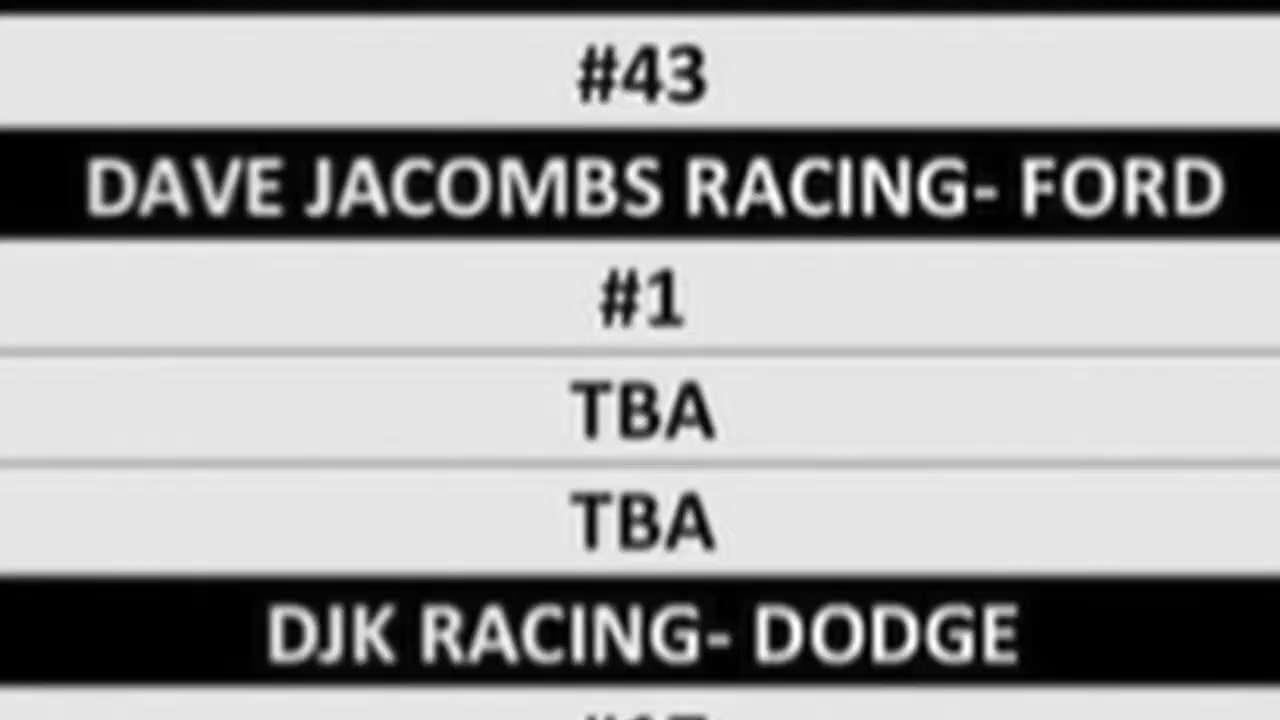 #43
DAVE JACOMBS RACING- FORD
#1
TBA
TBA
DJK RACING- DODGE